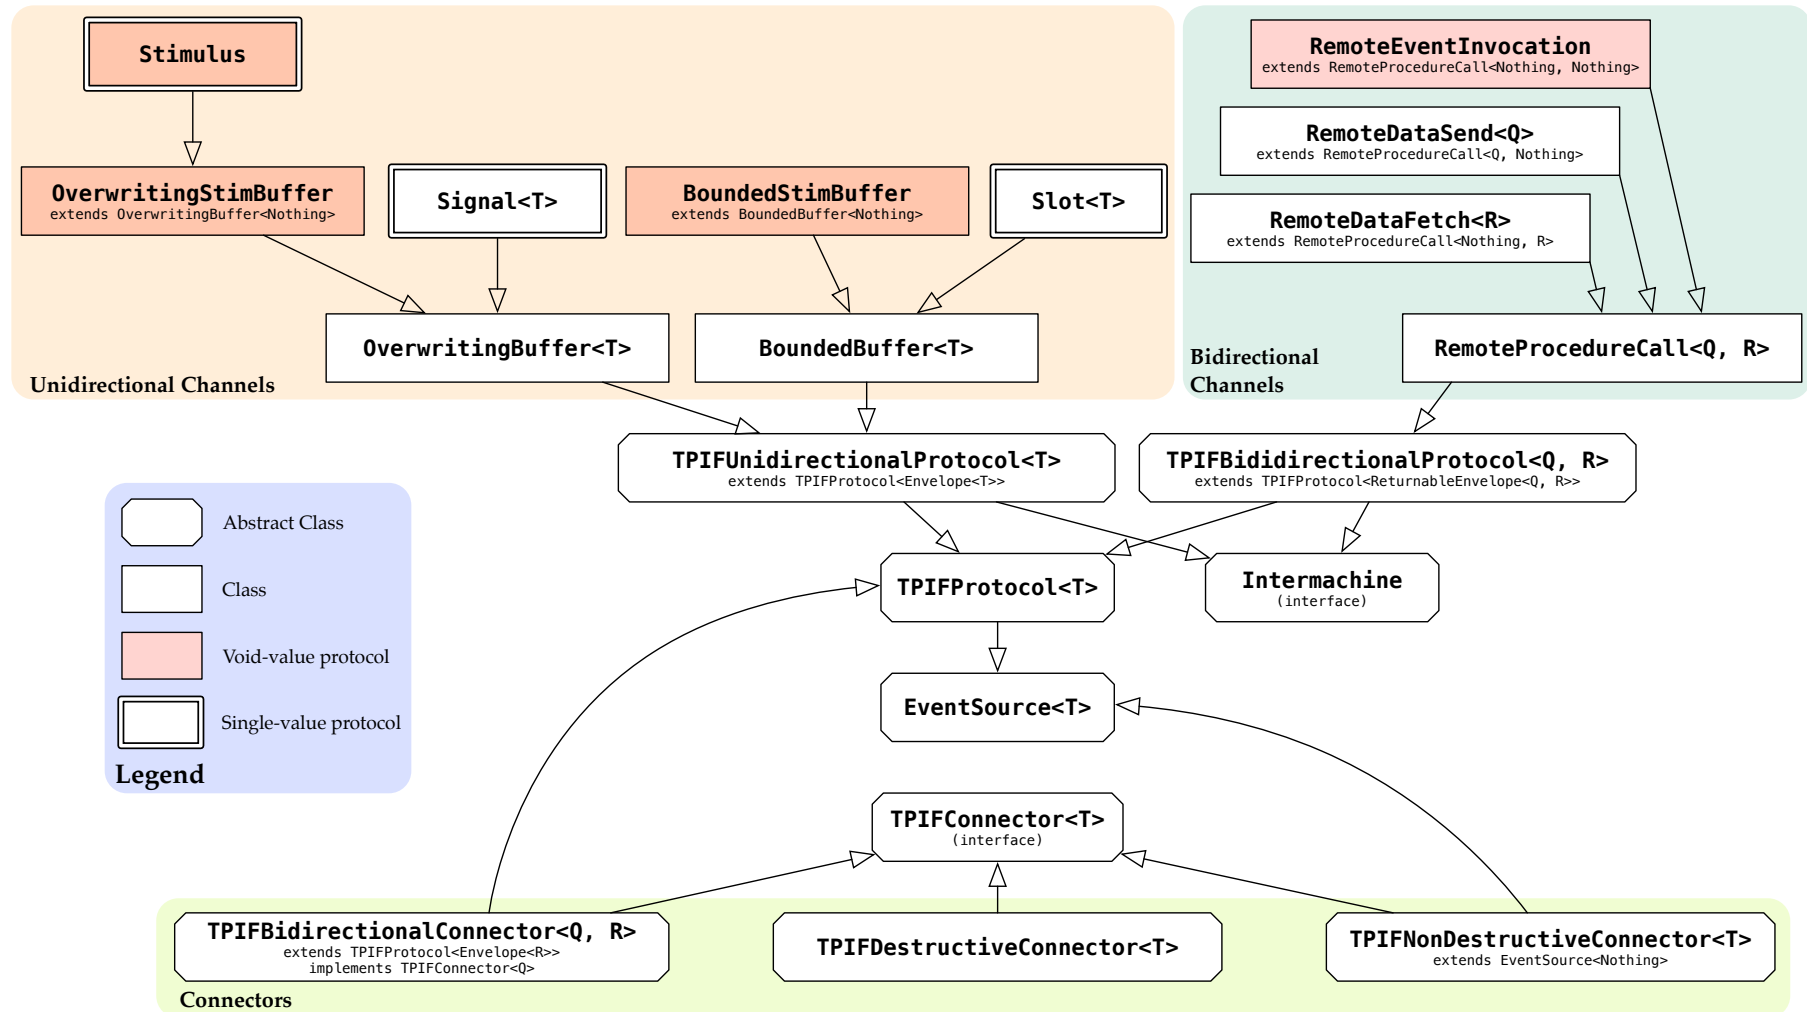 Stimulus
OverwritingStimBuffer
extends OverwritingBuffer<Nothing>
Signal<T>
BoundedStimBuffer
extends BoundedBuffer<Nothing>
Slot<T>
OverwritingBuffer<T>
BoundedBuffer<T>
Unidirectional Channels
RemoteEventInvocation
extends RemoteProcedureCall<Nothing, Nothing>
RemoteDataSend<Q>
extends RemoteProcedureCall<Q, Nothing>
RemoteDataFetch<R>
extends RemoteProcedureCall<Nothing, R>
RemoteProcedureCall<Q, R>
Bidirectional
Channels
TPIFUnidirectionalProtocol<T>
extends TPIFProtocol<Envelope<T>>
TPIFBididirectionalProtocol<Q, R>
extends TPIFProtocol<ReturnableEnvelope<Q, R>>
TPIFProtocol<T>
Intermachine
(interface)
EventSource<T>
Abstract Class
Class
Void-value protocol
Single-value protocol
Legend
TPIFConnector<T>
(interface)
TPIFBidirectionalConnector<Q, R>
extends TPIFProtocol<Envelope<R>>
implements TPIFConnector<Q>
TPIFDestructiveConnector<T>
TPIFNonDestructiveConnector<T>
extends EventSource<Nothing>
Connectors